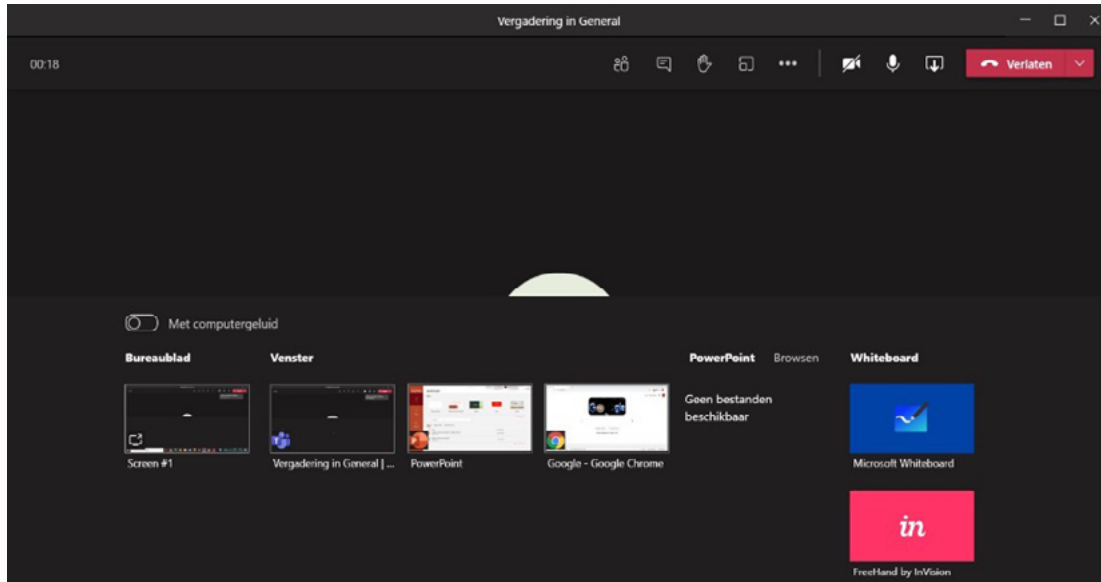 Vergadering in General
00:18
Verlaten
Met computergeluid
Bureaublad
Venster
PowerPoint
Browsen
Whiteboard
Geen bestanden
beschikbaar
Screen #1
Vergadering in General | ...
PowerPoint
Google - Google Chrome
Microsoft Whiteboard
in
FreeHand by InVision